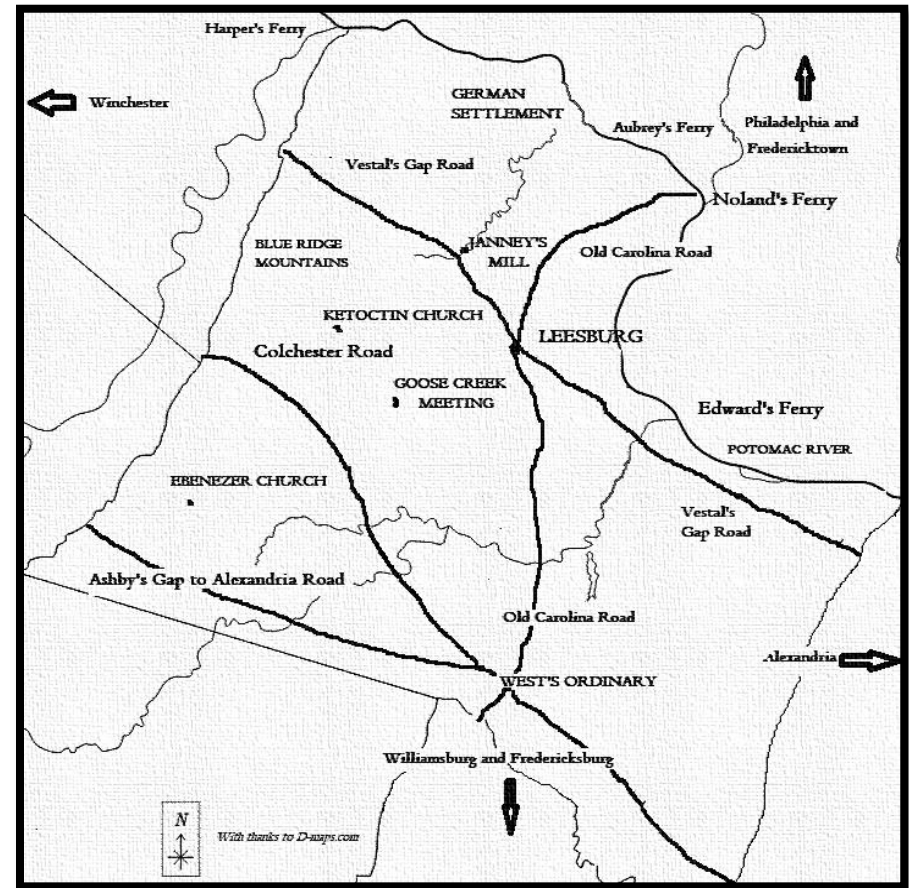 Harper's Ferry
Winchester
GERMAN
SETTLEMENT
Aubrey's Ferry
Philadelphia and
Fredericktown
Vestal's Gap Road
Noland's Ferry
BLUE RIDGE
MOUNTAINS
JANNEY'S
MILL
Old Carolina Road
KETOCTIN CHURCH
LEESBURG
Colchester Road
GOOSE CREEK
MEETING
Edward's Ferry
POTOMAC RIVER
EBENEZER CHURCH
Vestal's
Gap Road
Ashby's Gap to Alexandria Road
Old Carolina Road
Alexandria
WEST'S ORDINARY
Williamsburg and Fredericksburg
N
With thanks to D-maps.com